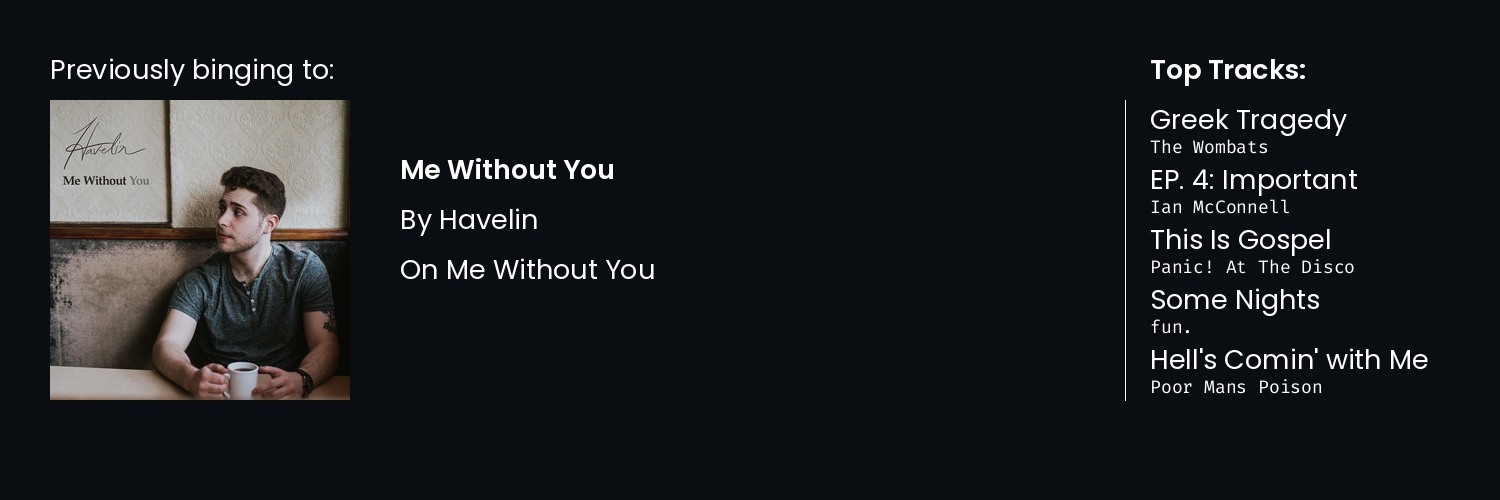 Previously binging to:
Havelin
Me Without You
Me Without You
By Havelin
On Me Without You
Top Tracks:
Greek Tragedy
The Wombats
EP. 4: Important
Ian McConnell
This Is Gospel
Panic! At The Disco
Some Nights
fun.
Hell's Comin' with Me
Poor Mans Poison